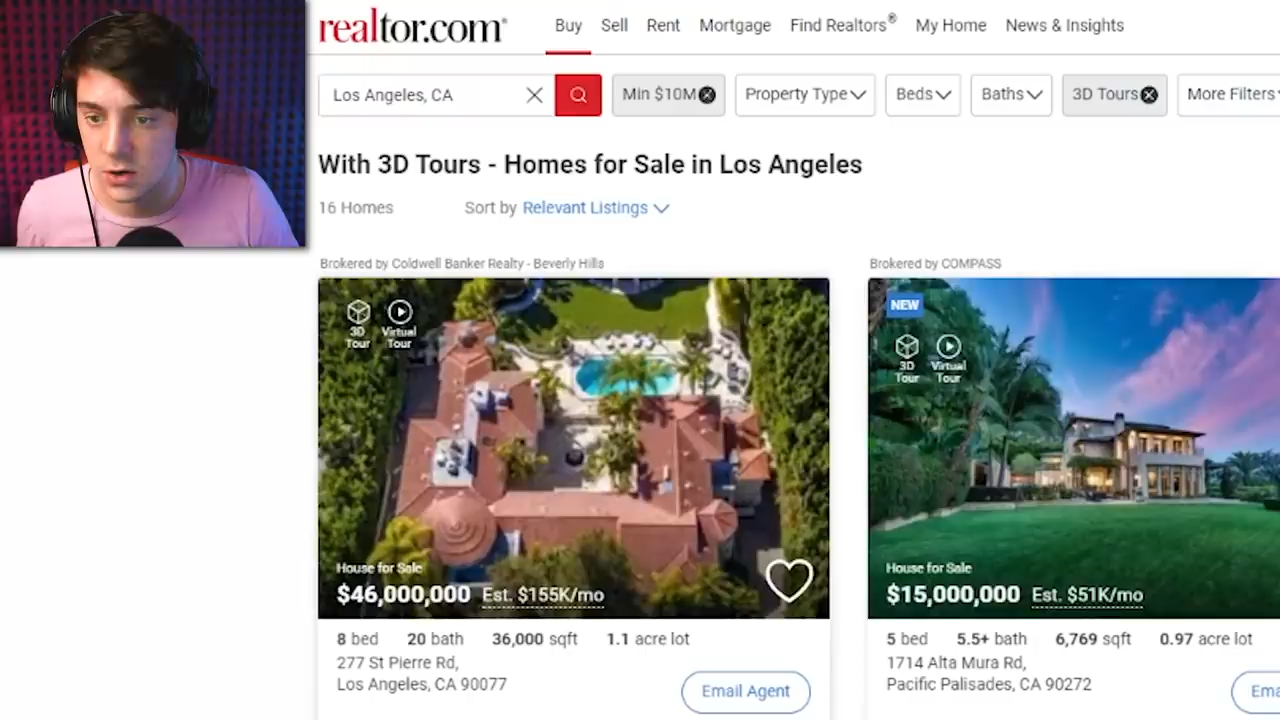 realtor.com®
Buy Sell Rent Mortgage Find Realtors® My Home News & Insights
Los Angeles, CA
Min $10M
Property Type
Beds
Baths
3D Tours
More Filters
With 3D Tours - Homes for Sale in Los Angeles
16 Homes
Sort by Relevant Listings
Brokered by Coldwell Banker Realty - Beverly Hills
3D Tour
Virtual Tour
House for Sale
$46,000,000 Est. $155K/mo
8 bed 20 bath 36,000 sqft 1.1 acre lot
277 St Pierre Rd,
Los Angeles, CA 90077
Email Agent
Brokered by COMPASS
NEW
3D Tour
Virtual Tour
House for Sale
$15,000,000 Est. $51K/mo
5 bed 5.5+ bath 6,769 sqft 0.97 acre lot
1714 Alta Mura Rd,
Pacific Palisades, CA 90272
Ema